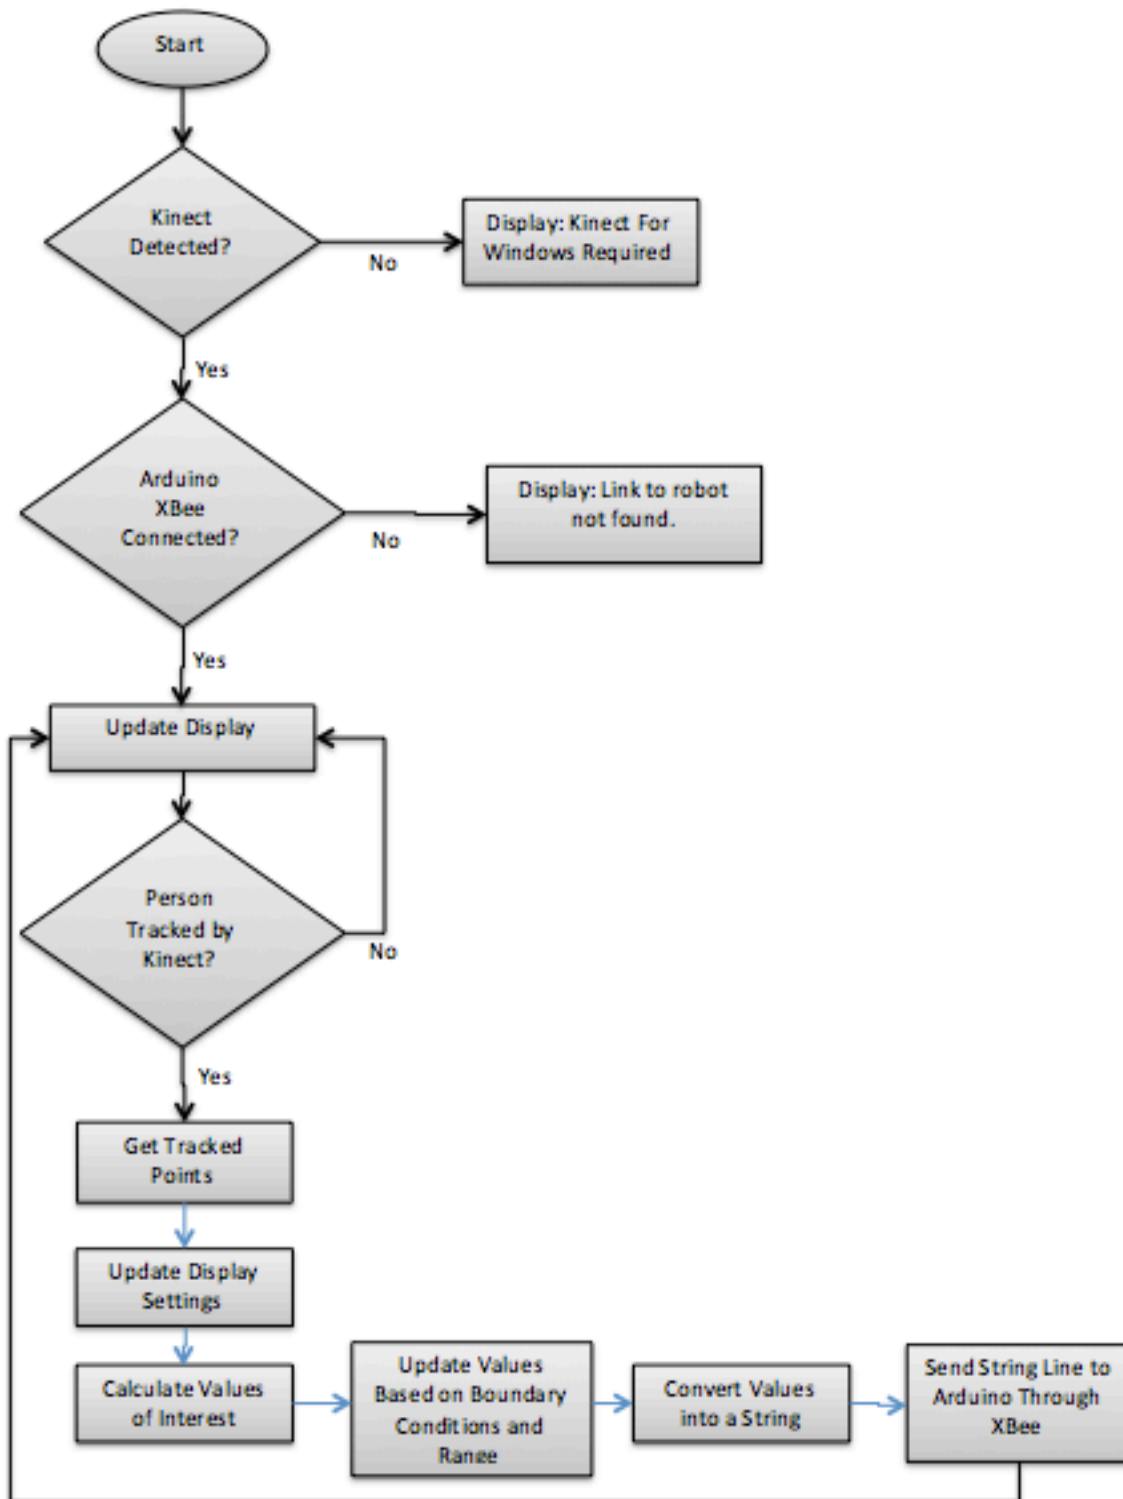 Start
Kinect
Detected?
No
Display: Kinect For
Windows Required
Yes
Arduino
XBee
Connected?
No
Display: Link to robot
not found.
Yes
Update Display
Person
Tracked by
Kinect?
No
Yes
Get Tracked
Points
Update Display
Settings
Calculate Values
of Interest
Update Values
Based on Boundary
Conditions and
Range
Convert Values
into a String
Send String Line to
Arduino Through
XBee